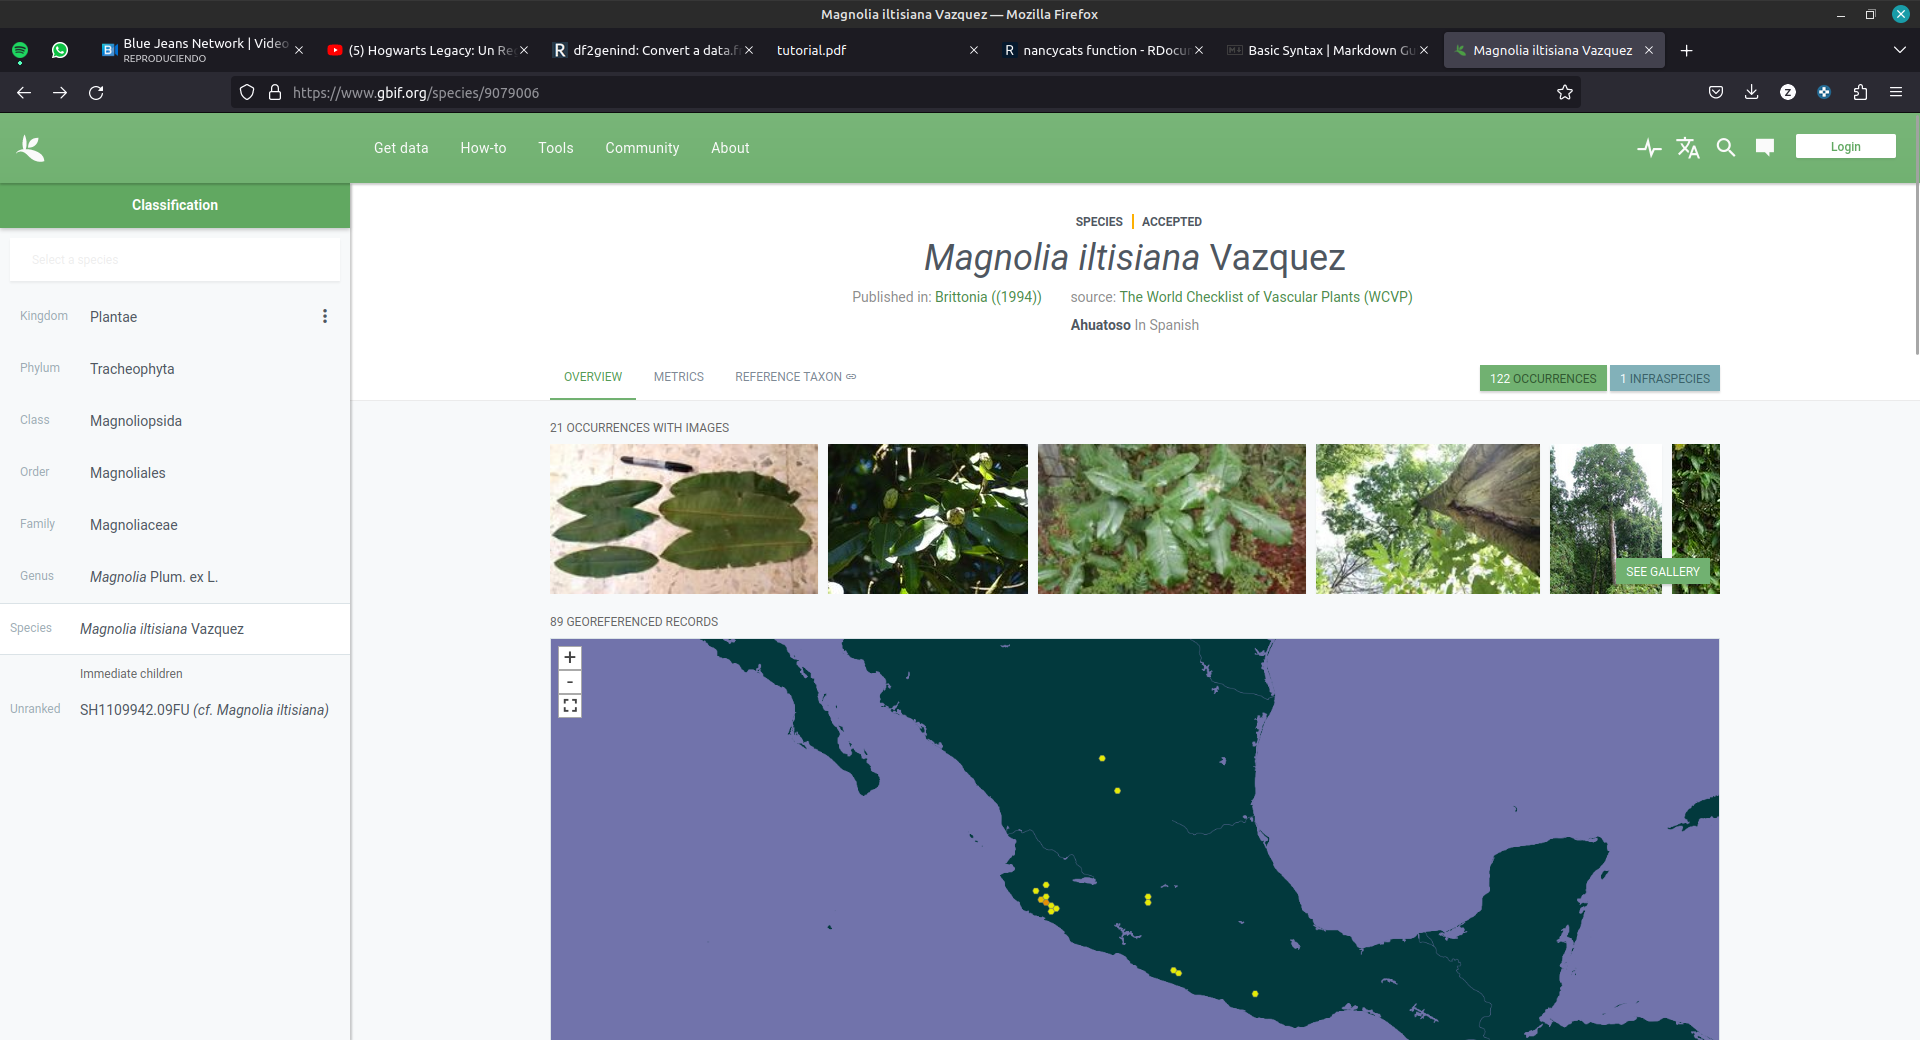 Magnolia iltisiana Vazquez — Mozilla Firefox
Blue Jeans Network | Video
REPRODUCIENDO
(5) Hogwarts Legacy: Un Re
df2genind: Convert a data.f
tutorial.pdf
nancycats function - RDocu
Basic Syntax | Markdown Gu
Magnolia iltisiana Vazquez
https://www.gbif.org/species/9079006
Get data
How-to
Tools
Community
About
Login
Classification
Select a species
Kingdom Plantae
Phylum Tracheophyta
Class Magnoliopsida
Order Magnoliales
Family Magnoliaceae
Genus Magnolia Plum. ex L.
Species Magnolia iltisiana Vazquez
Immediate children
Unranked SH1109942.09FU (cf. Magnolia iltisiana)
SPECIES | ACCEPTED
Magnolia iltisiana Vazquez
Published in: Brittonia ((1994)) source: The World Checklist of Vascular Plants (WCVP)
Ahuatoso In Spanish
OVERVIEW
METRICS
REFERENCE TAXON
122 OCCURRENCES
1 INFRASPECIES
21 OCCURRENCES WITH IMAGES
SEE GALLERY
89 GEOREFERENCED RECORDS
+
-